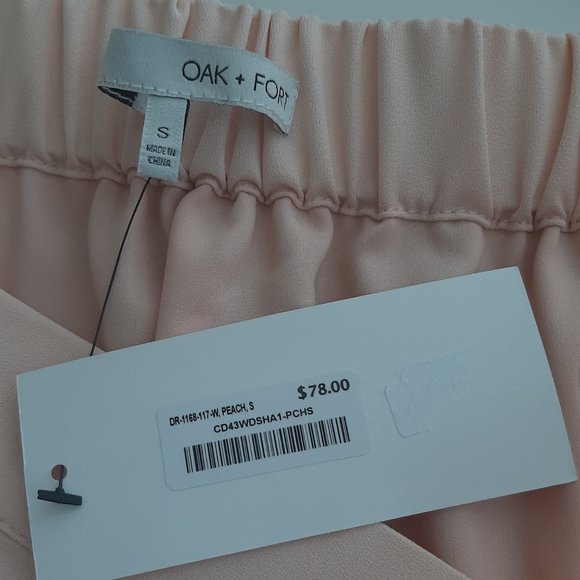 OAK + FORT
S
MADE IN
CHINA
$78.00
DR-1168-117-W, PEACH, S
CD43WDSHA1-PCHS